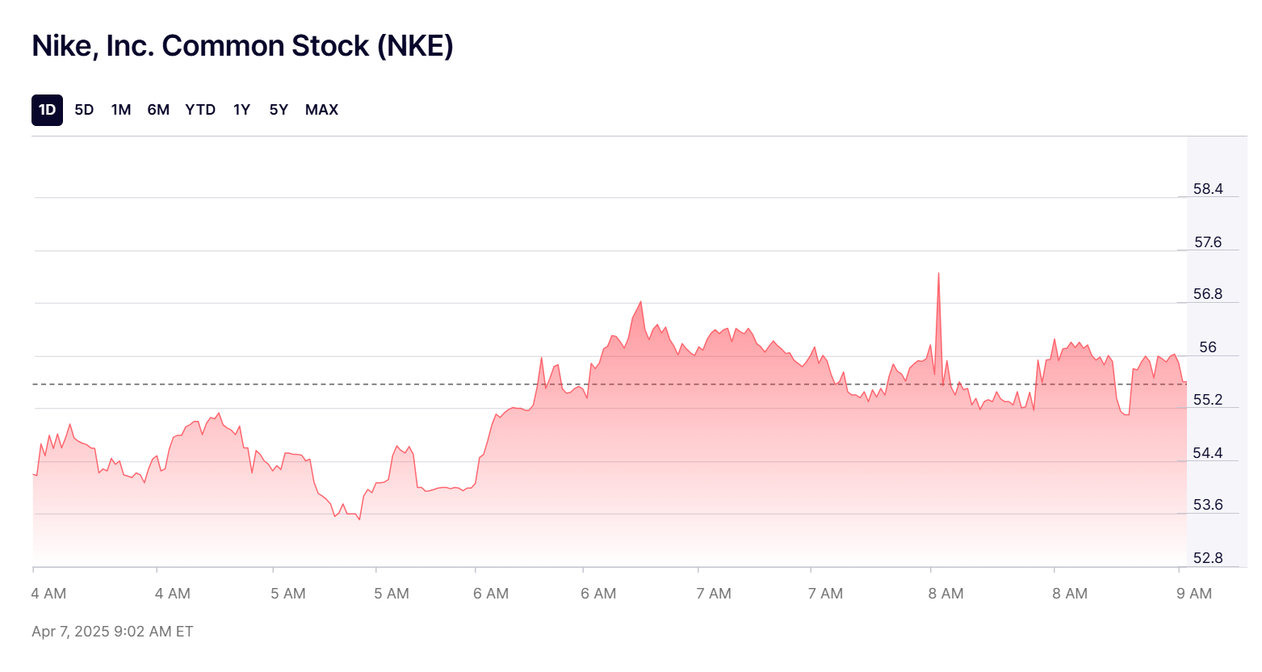 Nike, Inc. Common Stock (NKE)
1D 5D 1M 6M YTD 1Y 5Y MAX
58.4
57.6
56.8
56
55.2
54.4
53.6
52.8
4 AM 4 AM 5 AM 5 AM 6 AM 6 AM 7 AM 7 AM 8 AM 8 AM 9 AM
Apr 7, 2025 9:02 AM ET